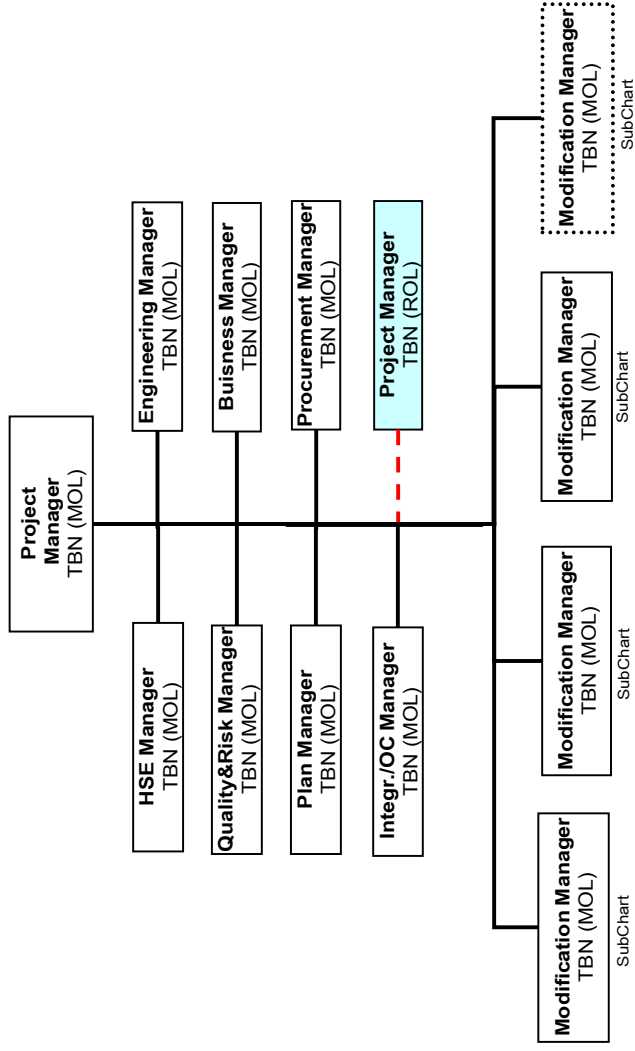 Project
Manager
TBN (MOL)
HSE Manager
TBN (MOL)
Engineering Manager
TBN (MOL)
Quality&Risk Manager
TBN (MOL)
Buisness Manager
TBN (MOL)
Plan Manager
TBN (MOL)
Procurement Manager
TBN (MOL)
Integr./OC Manager
TBN (MOL)
Project Manager
TBN (ROL)
Modification Manager
TBN (MOL)
SubChart
Modification Manager
TBN (MOL)
SubChart
Modification Manager
TBN (MOL)
SubChart
Modification Manager
TBN (MOL)
SubChart